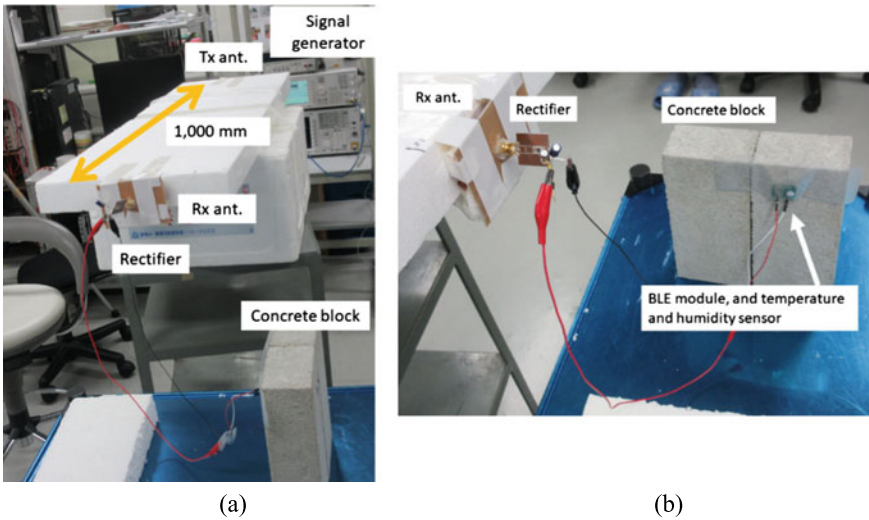 Signal
generator
Tx ant.
1,000 mm
Rx ant.
Rectifier
Concrete block
(a)
Rx ant.
Rectifier
Concrete block
BLE module, and temperature
and humidity sensor
(b)